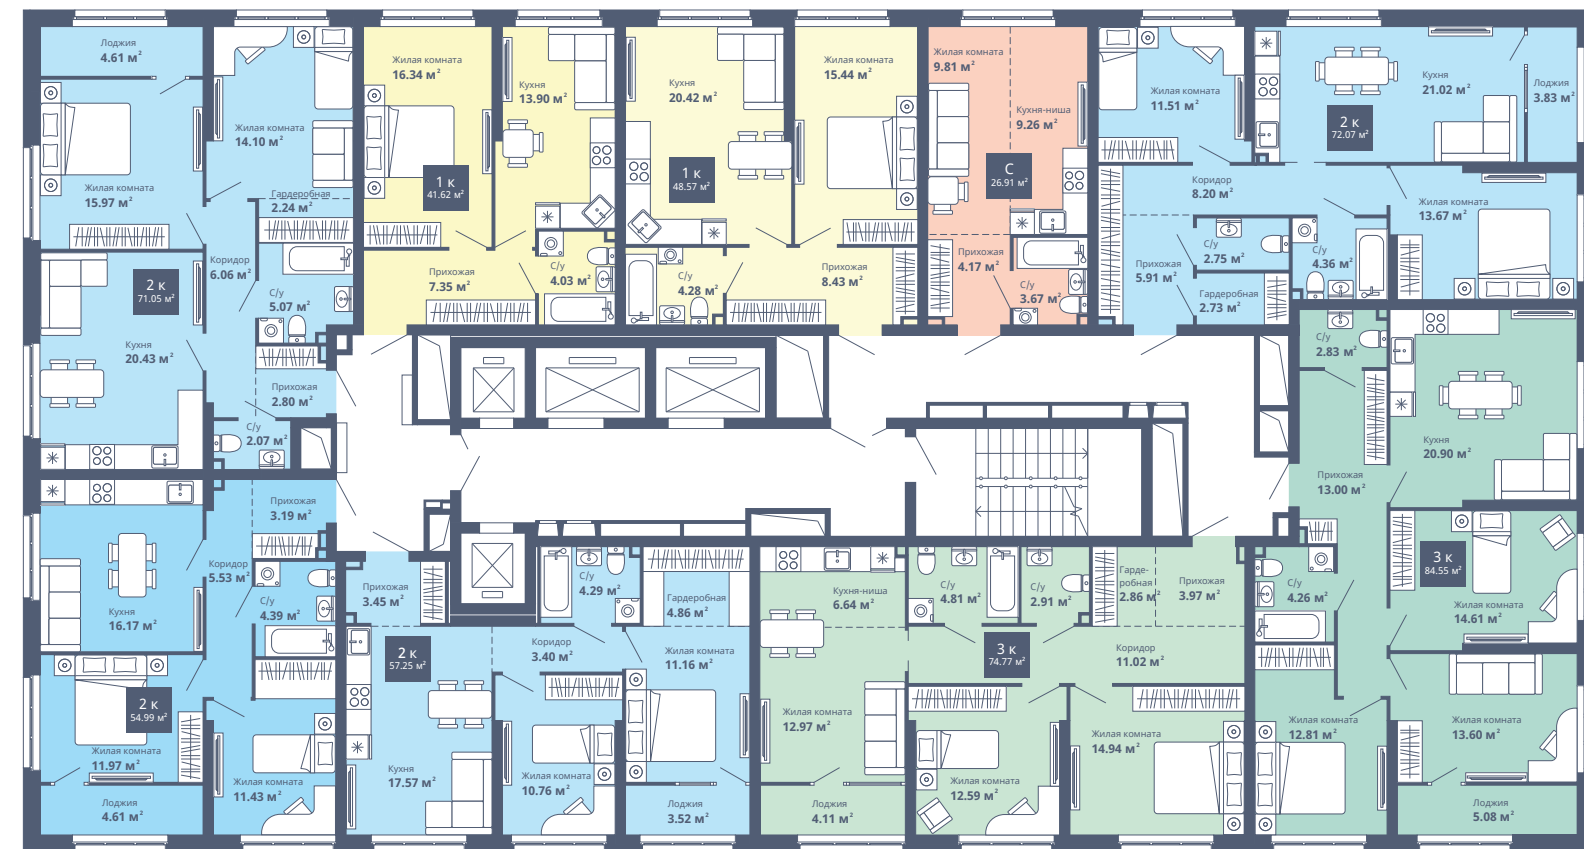 Лоджия
4.61 м²
Жилая комната
15.97 м²
Жилая комната
14.10 м²
Гардеробная
2.24 м²
Коридор
6.06 м²
С/у
5.07 м²
2 к
71.05 м²
Кухня
20.43 м²
Прихожая
2.80 м²
С/у
2.07 м²
Жилая комната
16.34 м²
Кухня
13.90 м²
1 к
41.62 м²
Прихожая
7.35 м²
С/у
4.03 м²
Кухня
20.42 м²
Жилая комната
15.44 м²
1 к
48.57 м²
С/у
4.28 м²
Прихожая
8.43 м²
Жилая комната
9.81 м²
Кухня-ниша
9.26 м²
С
26.91 м²
Прихожая
4.17 м²
С/у
3.67 м²
Жилая комната
11.51 м²
Кухня
21.02 м²
Лоджия
3.83 м²
2 к
72.07 м²
Коридор
8.20 м²
Жилая комната
13.67 м²
С/у
2.75 м²
С/у
4.36 м²
Прихожая
5.91 м²
Гардеробная
2.73 м²
С/у
2.83 м²
Кухня
20.90 м²
Прихожая
13.00 м²
3 к
84.55 м²
С/у
4.26 м²
Жилая комната
14.61 м²
Жилая комната
12.81 м²
Жилая комната
13.60 м²
Лоджия
5.08 м²
Прихожая
3.19 м²
Коридор
5.53 м²
С/у
4.39 м²
Кухня
16.17 м²
2 к
54.99 м²
Жилая комната
11.97 м²
Жилая комната
11.43 м²
Лоджия
4.61 м²
Прихожая
3.45 м²
С/у
4.29 м²
Гардеробная
4.86 м²
2 к
57.25 м²
Коридор
3.40 м²
Жилая комната
11.16 м²
Кухня
17.57 м²
Жилая комната
10.76 м²
Лоджия
3.52 м²
Кухня-ниша
6.64 м²
С/у
4.81 м²
С/у
2.91 м²
Гарде-
робная
2.86 м²
Прихожая
3.97 м²
3 к
74.77 м²
Коридор
11.02 м²
Жилая комната
12.97 м²
Жилая комната
14.94 м²
Жилая комната
12.59 м²
Лоджия
4.11 м²